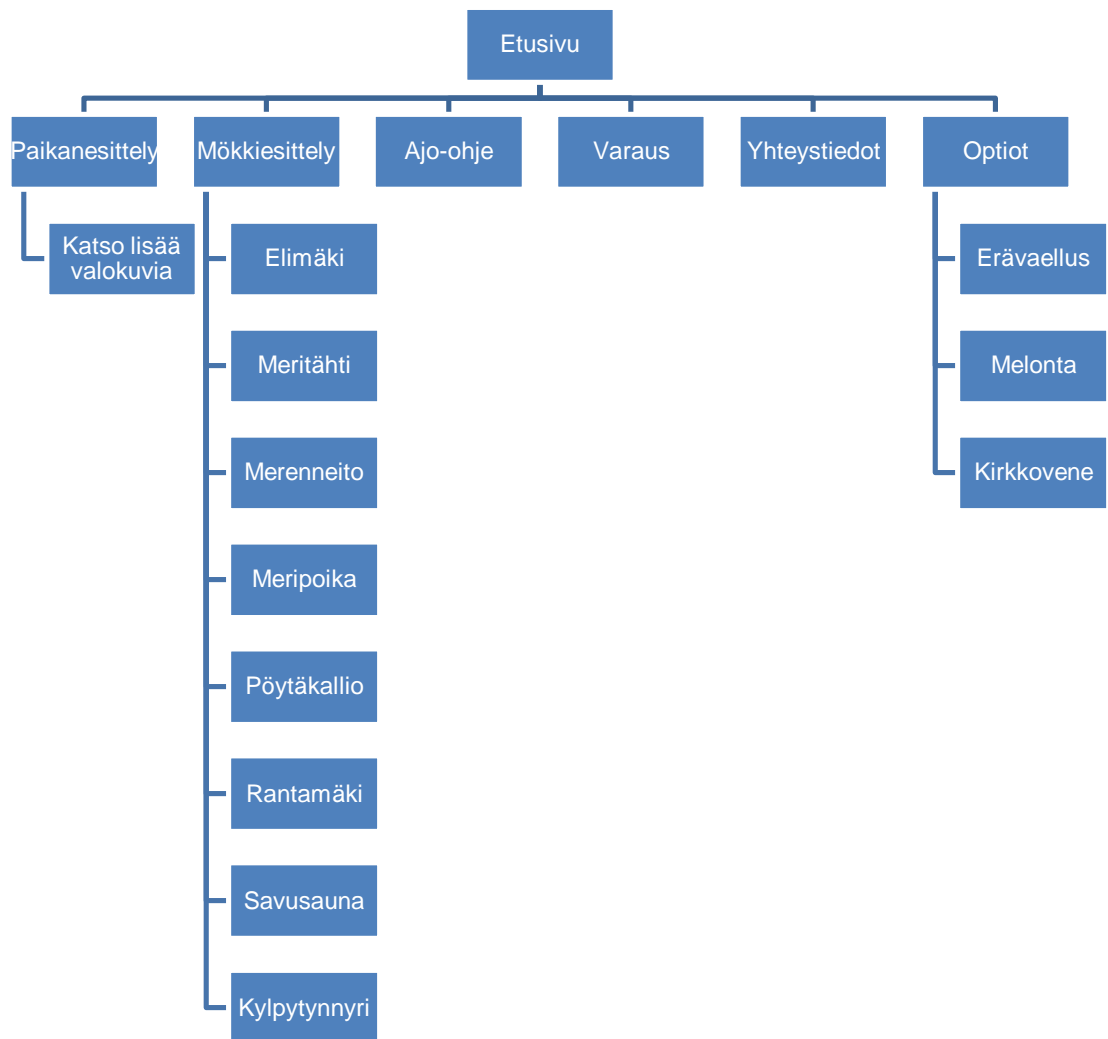 Etusivu
Paikanesittely
Mökkiesittely
Ajo-ohje
Varaus
Yhteystiedot
Optiot
Katso lisää
valokuvia
Elimäki
Meritähti
Merenneito
Meripoika
Pöytäkallio
Rantamäki
Savusauna
Kylpytynnyri
Erävaellus
Melonta
Kirkkovene